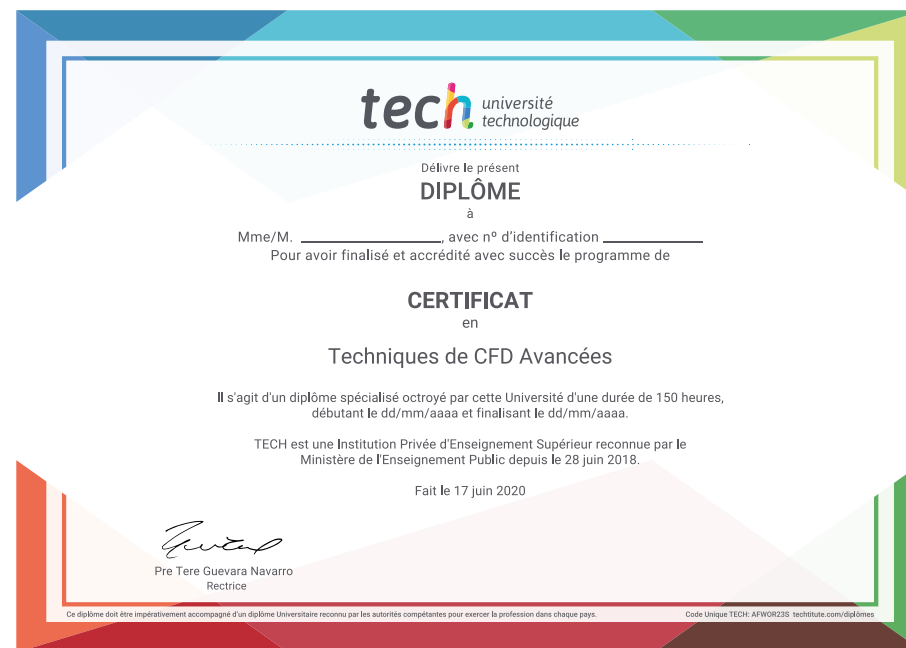 tech université
technologique
Délivre le présent
DIPLÔME
à
Mme/M. ____________________, avec nº d'identification ______________
Pour avoir finalisé et accrédité avec succès le programme de
CERTIFICAT
en
Techniques de CFD Avancées
Il s'agit d'un diplôme spécialisé octroyé par cette Université d'une durée de 150 heures,
débutant le dd/mm/aaaa et finalisant le dd/mm/aaaa.
TECH est une Institution Privée d'Enseignement Supérieur reconnue par le
Ministère de l'Enseignement Public depuis le 28 juin 2018.
Fait le 17 juin 2020
Pre Tere Guevara Navarro
Rectrice
Ce diplôme doit être impérativement accompagné d'un diplôme Universitaire reconnu par les autorités compétantes pour exercer la profession dans chaque pays.
Code Unique TECH: AFWOR23S techtitute.com/diplômes